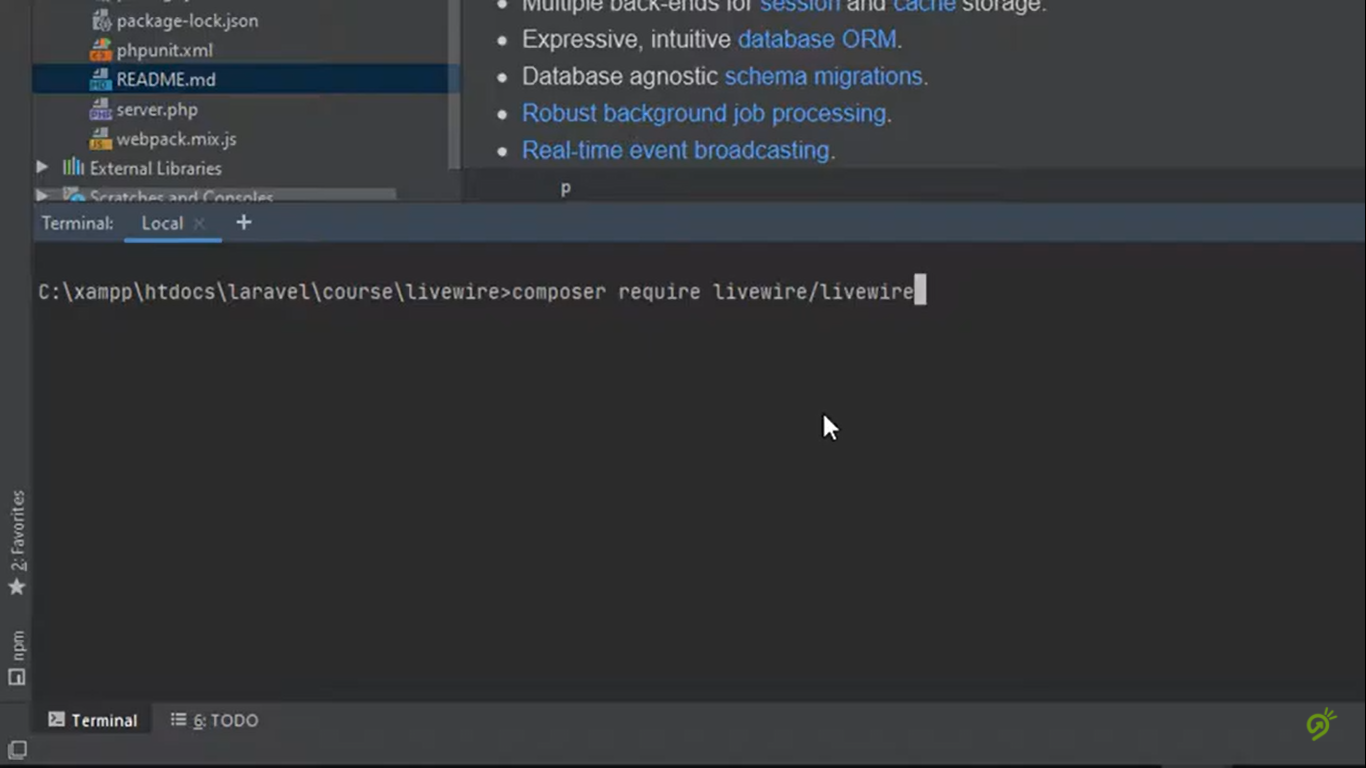 package-lock.json
phpunit.xml
README.md
server.php
webpack.mix.js
External Libraries
Scratches and Consoles
Multiple back-ends for session and cache storage.
Expressive, intuitive database ORM.
Database agnostic schema migrations.
Robust background job processing.
Real-time event broadcasting.
p
Terminal: Local +
C:\xampp\htdocs\laravel\course\livewire>composer require livewire/livewire
2: Favorites
npm
Terminal 6: TODO